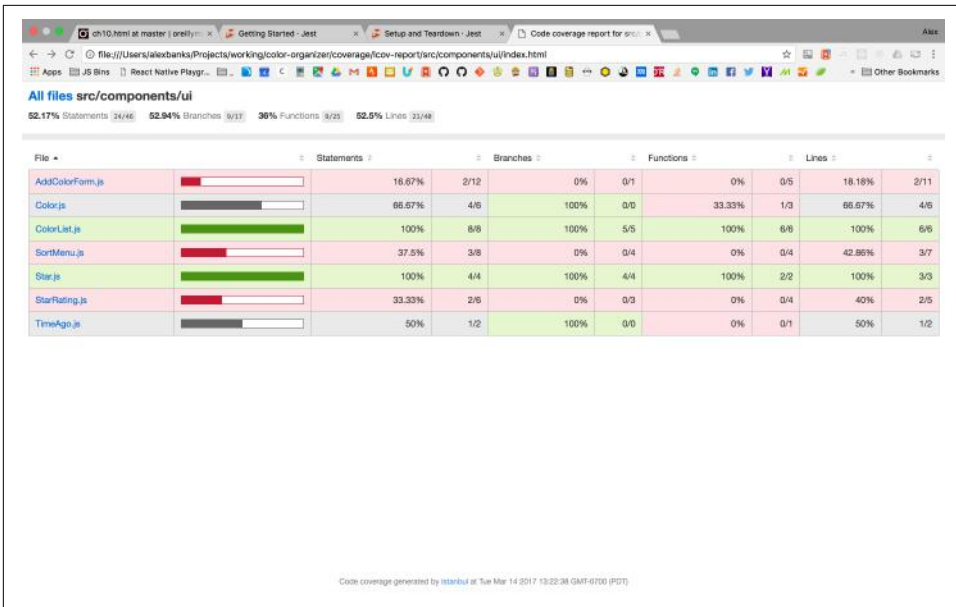 ch10.html at master | oreillym Getting Started · Jest Setup and Teardown · Jest Code coverage report for src/c Alex
file:///Users/alexbanks/Projects/working/color-organizer/coverage/lcov-report/src/components/ui/index.html
Apps JS Bins React Native Playgr... Other Bookmarks
All files src/components/ui
52.17% Statements 24/46 52.94% Branches 9/17 36% Functions 9/25 52.5% Lines 21/40
File Statements Branches Functions Lines
AddColorForm.js 16.67% 2/12 0% 0/1 0% 0/5 18.18% 2/11
Color.js 66.67% 4/6 100% 0/0 33.33% 1/3 66.67% 4/6
ColorList.js 100% 8/8 100% 5/5 100% 6/6 100% 6/6
SortMenu.js 37.5% 3/8 0% 0/4 0% 0/4 42.86% 3/7
Star.js 100% 4/4 100% 4/4 100% 2/2 100% 3/3
StarRating.js 33.33% 2/6 0% 0/3 0% 0/4 40% 2/5
TimeAgo.js 50% 1/2 100% 0/0 0% 0/1 50% 1/2
Code coverage generated by istanbul at Tue Mar 14 2017 13:22:38 GMT-0700 (PDT)